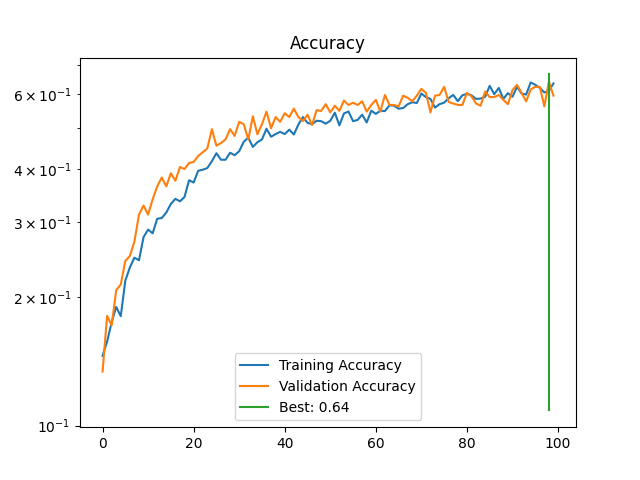 Accuracy
6 × 10⁻¹
4 × 10⁻¹
3 × 10⁻¹
2 × 10⁻¹
10⁻¹
Training Accuracy
Validation Accuracy
Best: 0.64
0 20 40 60 80 100